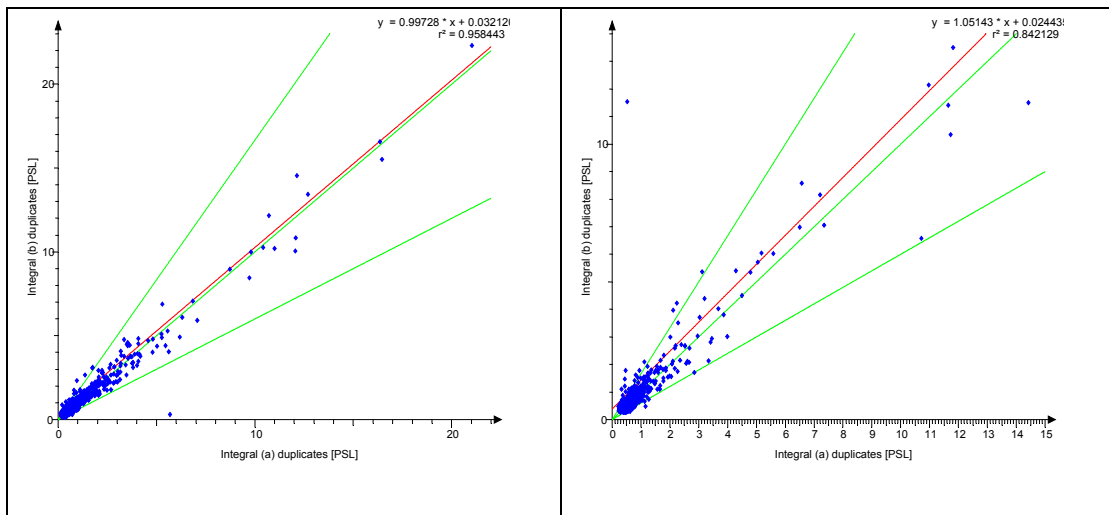 y = 0.99728 * x + 0.03212
r² = 0.958443
20
10
0
0 10 20
Integral (b) duplicates [PSL]
Integral (a) duplicates [PSL]
y = 1.05143 * x + 0.02443
r² = 0.842129
10
0
0 1 2 3 4 5 6 7 8 9 10 11 12 13 14 15
Integral (b) duplicates [PSL]
Integral (a) duplicates [PSL]